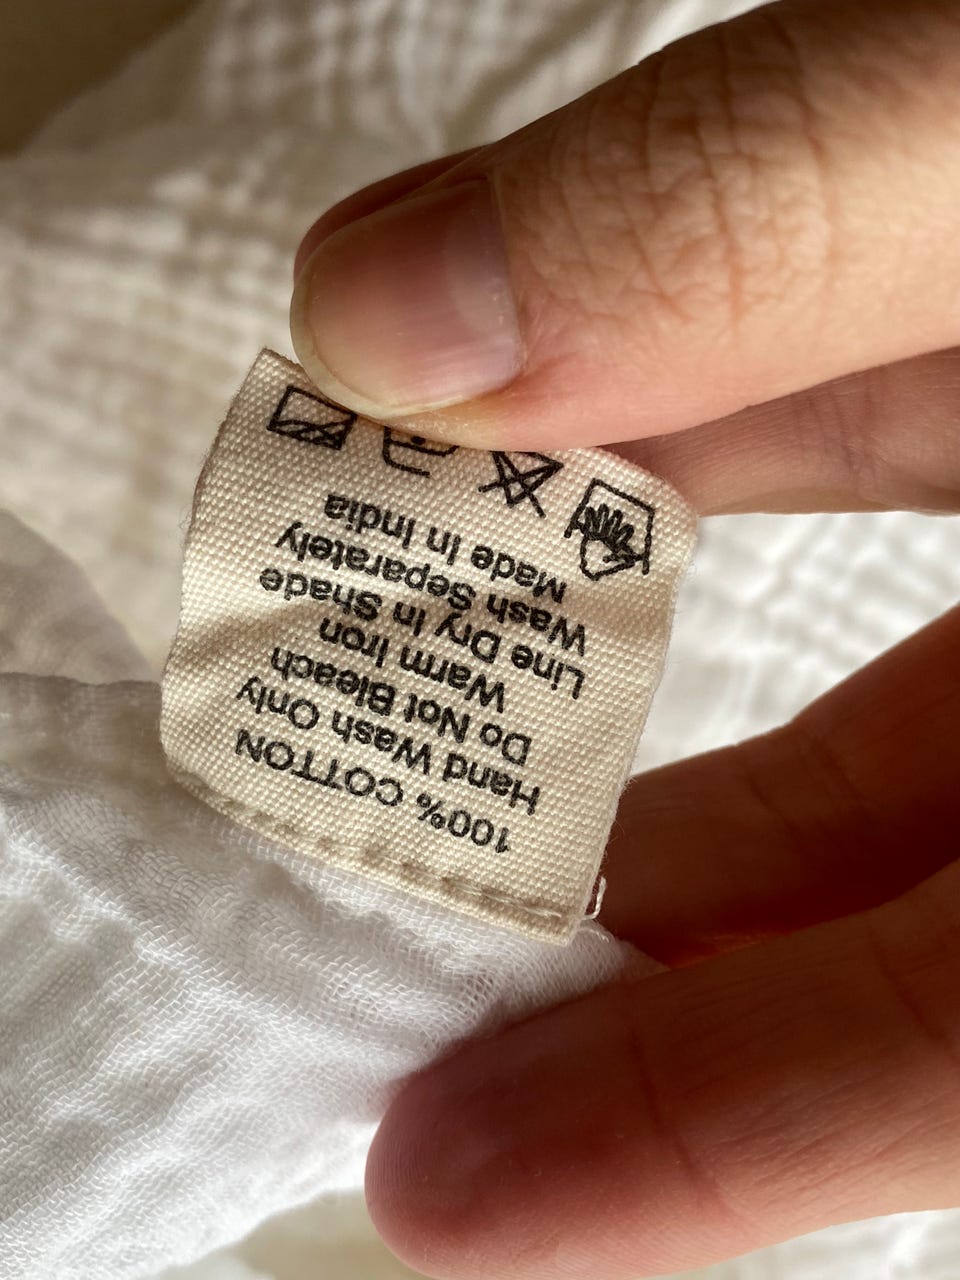 100% COTTON
Hand Wash Only
Do Not Bleach
Warm Iron
Line Dry In Shade
Wash Separately
Made In India